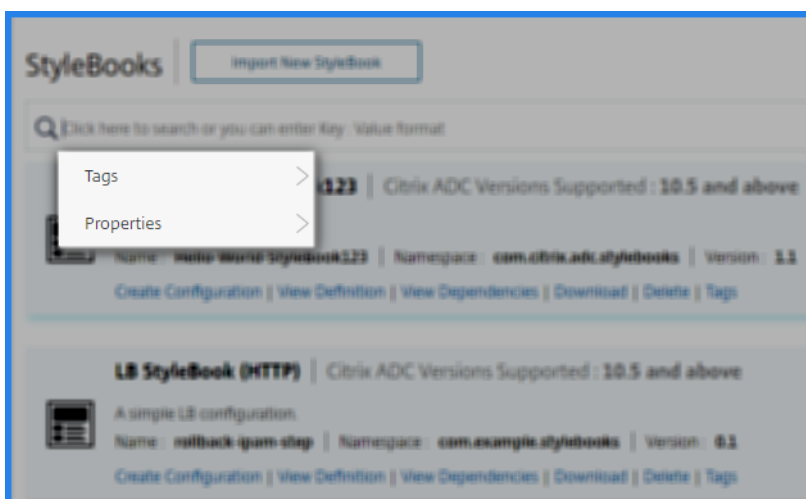 StyleBooks Import New StyleBook
Click here to search or you can enter Key : Value format
Tags
k123 | Citrix ADC Versions Supported : 10.5 and above
Properties
Name : Hello-World-StyleBook123 | Namespace : com.citrix.adc.stylebooks | Version : 1.1
Create Configuration | View Definition | View Dependencies | Download | Delete | Tags
LB StyleBook (HTTP) | Citrix ADC Versions Supported : 10.5 and above
A simple LB configuration.
Name : rollback-ipam-step | Namespace : com.example.stylebooks | Version : 0.1
Create Configuration | View Definition | View Dependencies | Download | Delete | Tags